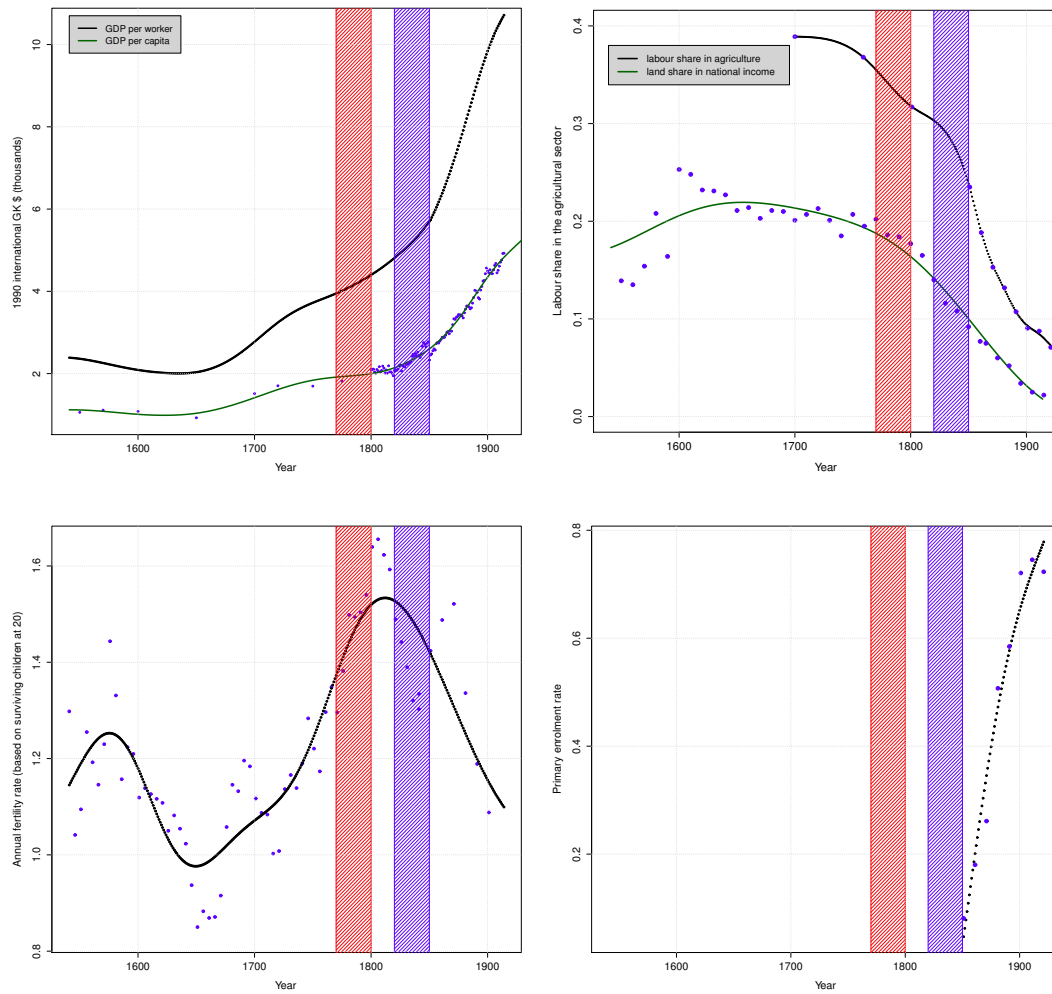 GDP per worker
GDP per capita
1990 international GK $ (thousands)
2
4
6
8
10
1600
1700
1800
1900
Year
labour share in agriculture
land share in national income
Labour share in the agricultural sector
0.0
0.1
0.2
0.3
0.4
1600
1700
1800
1900
Year
Annual fertility rate (based on surviving children at 20)
0.8
1.0
1.2
1.4
1.6
1600
1700
1800
1900
Year
Primary enrolment rate
0.2
0.4
0.6
0.8
1600
1700
1800
1900
Year